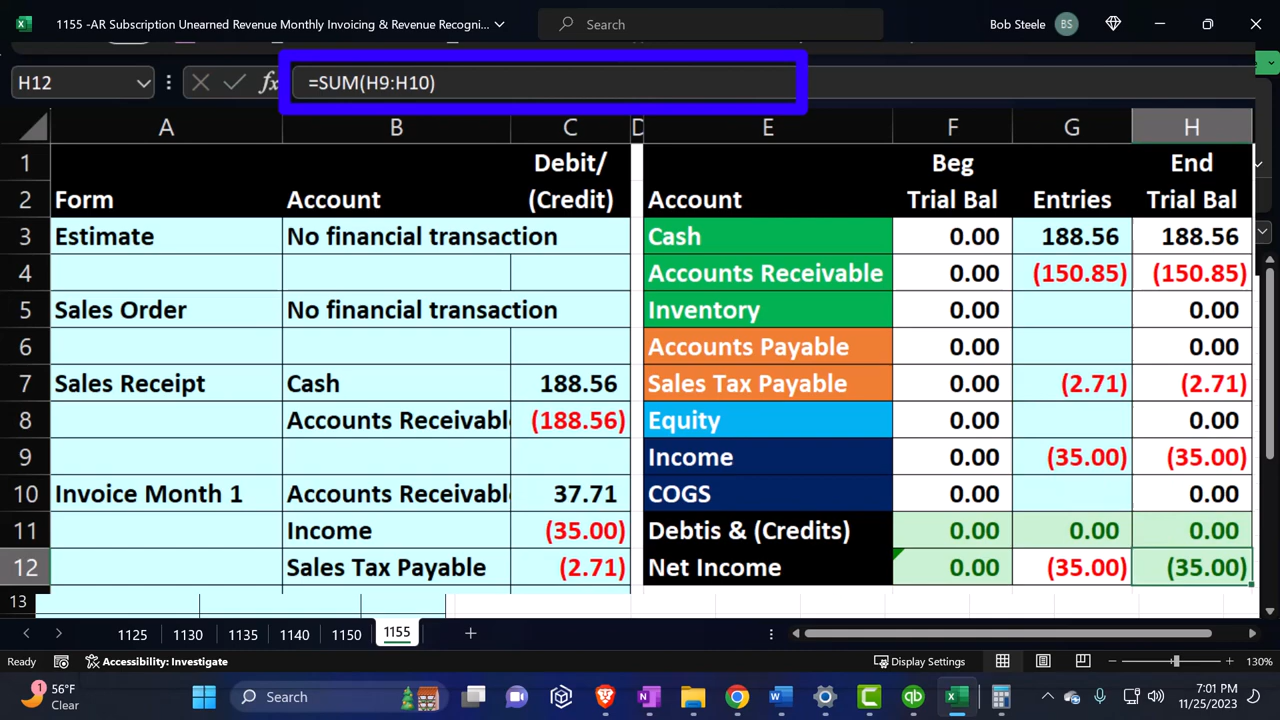 1155 -AR Subscription Unearned Revenue Monthly Invoicing & Revenue Recogni...
Search
Bob Steele BS
H12 fx =SUM(H9:H10)
A B C D E F G H
1 Debit/ Beg End
2 Form Account (Credit) Account Trial Bal Entries Trial Bal
3 Estimate No financial transaction Cash 0.00 188.56 188.56
4 Accounts Receivable 0.00 (150.85) (150.85)
5 Sales Order No financial transaction Inventory 0.00 0.00
6 Accounts Payable 0.00 0.00
7 Sales Receipt Cash 188.56 Sales Tax Payable 0.00 (2.71) (2.71)
8 Accounts Receivabl (188.56) Equity 0.00 0.00
9 Income 0.00 (35.00) (35.00)
10 Invoice Month 1 Accounts Receivabl 37.71 COGS 0.00 0.00
11 Income (35.00) Debtis & (Credits) 0.00 0.00 0.00
12 Sales Tax Payable (2.71) Net Income 0.00 (35.00) (35.00)
13
1125 1130 1135 1140 1150 1155
Ready Accessibility: Investigate Display Settings 130%
1 56°F Clear
Search
7:01 PM
11/25/2023